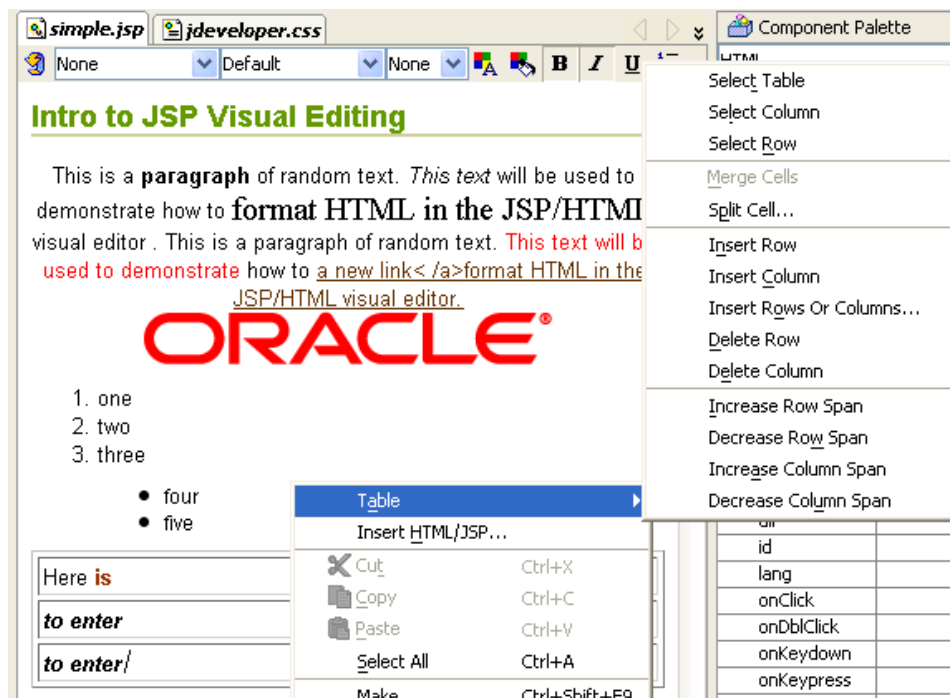 simple.jsp jdeveloper.css
Component Palette
None Default None B I U
HTML
Intro to JSP Visual Editing
This is a paragraph of random text. This text will be used to
demonstrate how to format HTML in the JSP/HTML
visual editor . This is a paragraph of random text. This text will b
used to demonstrate how to a new link< /a>format HTML in the
JSP/HTML visual editor.
ORACLE®
1. one
2. two
3. three
• four
• five
Here is
to enter
to enter/
Table
Insert HTML/JSP...
Cut Ctrl+X
Copy Ctrl+C
Paste Ctrl+V
Select All Ctrl+A
Make Ctrl+Shift+F9
Select Table
Select Column
Select Row
Merge Cells
Split Cell...
Insert Row
Insert Column
Insert Rows Or Columns...
Delete Row
Delete Column
Increase Row Span
Decrease Row Span
Increase Column Span
Decrease Column Span
dir
id
lang
onClick
onDblClick
onKeydown
onKeypress